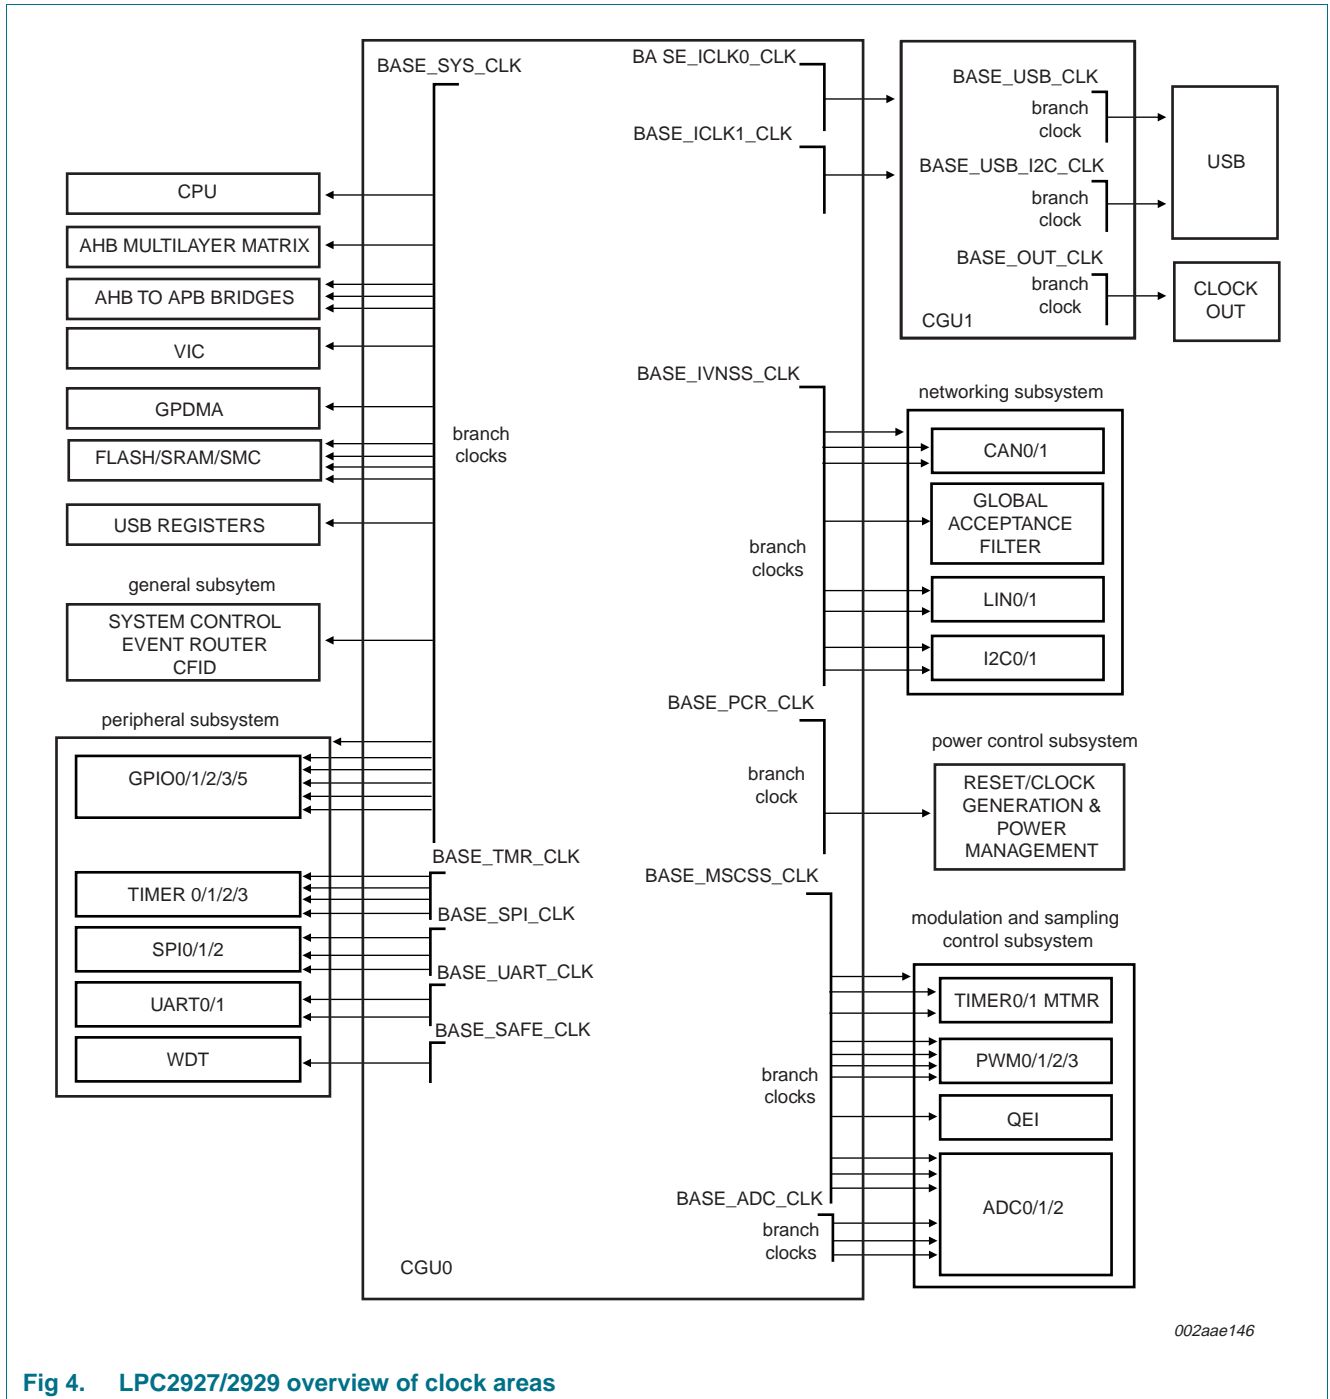 BASE_SYS_CLK
BA SE_ICLK0_CLK
BASE_ICLK1_CLK
BASE_USB_CLK
branch
clock
BASE_USB_I2C_CLK
branch
clock
BASE_OUT_CLK
branch
clock
CGU1
USB
CLOCK
OUT
CPU
AHB MULTILAYER MATRIX
AHB TO APB BRIDGES
VIC
GPDMA
FLASH/SRAM/SMC
USB REGISTERS
branch
clocks
general subsytem
SYSTEM CONTROL
EVENT ROUTER
CFID
peripheral subsystem
GPIO0/1/2/3/5
TIMER 0/1/2/3
SPI0/1/2
UART0/1
WDT
BASE_TMR_CLK
BASE_SPI_CLK
BASE_UART_CLK
BASE_SAFE_CLK
BASE_IVNSS_CLK
branch
clocks
networking subsystem
CAN0/1
GLOBAL
ACCEPTANCE
FILTER
LIN0/1
I2C0/1
BASE_PCR_CLK
branch
clock
power control subsystem
RESET/CLOCK
GENERATION &
POWER
MANAGEMENT
BASE_MSCSS_CLK
branch
clocks
modulation and sampling
control subsystem
TIMER0/1 MTMR
PWM0/1/2/3
QEI
ADC0/1/2
BASE_ADC_CLK
branch
clocks
CGU0
002aae146
Fig 4. LPC2927/2929 overview of clock areas